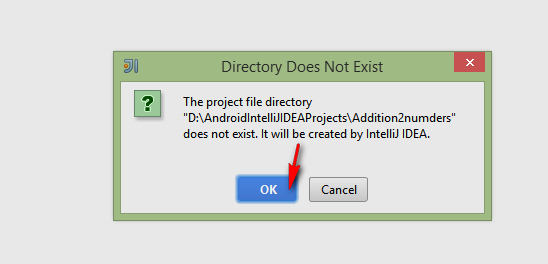 Directory Does Not Exist
The project file directory
"D:\AndroidIntelliJIDEAProjects\Addition2numders"
does not exist. It will be created by IntelliJ IDEA.
OK Cancel